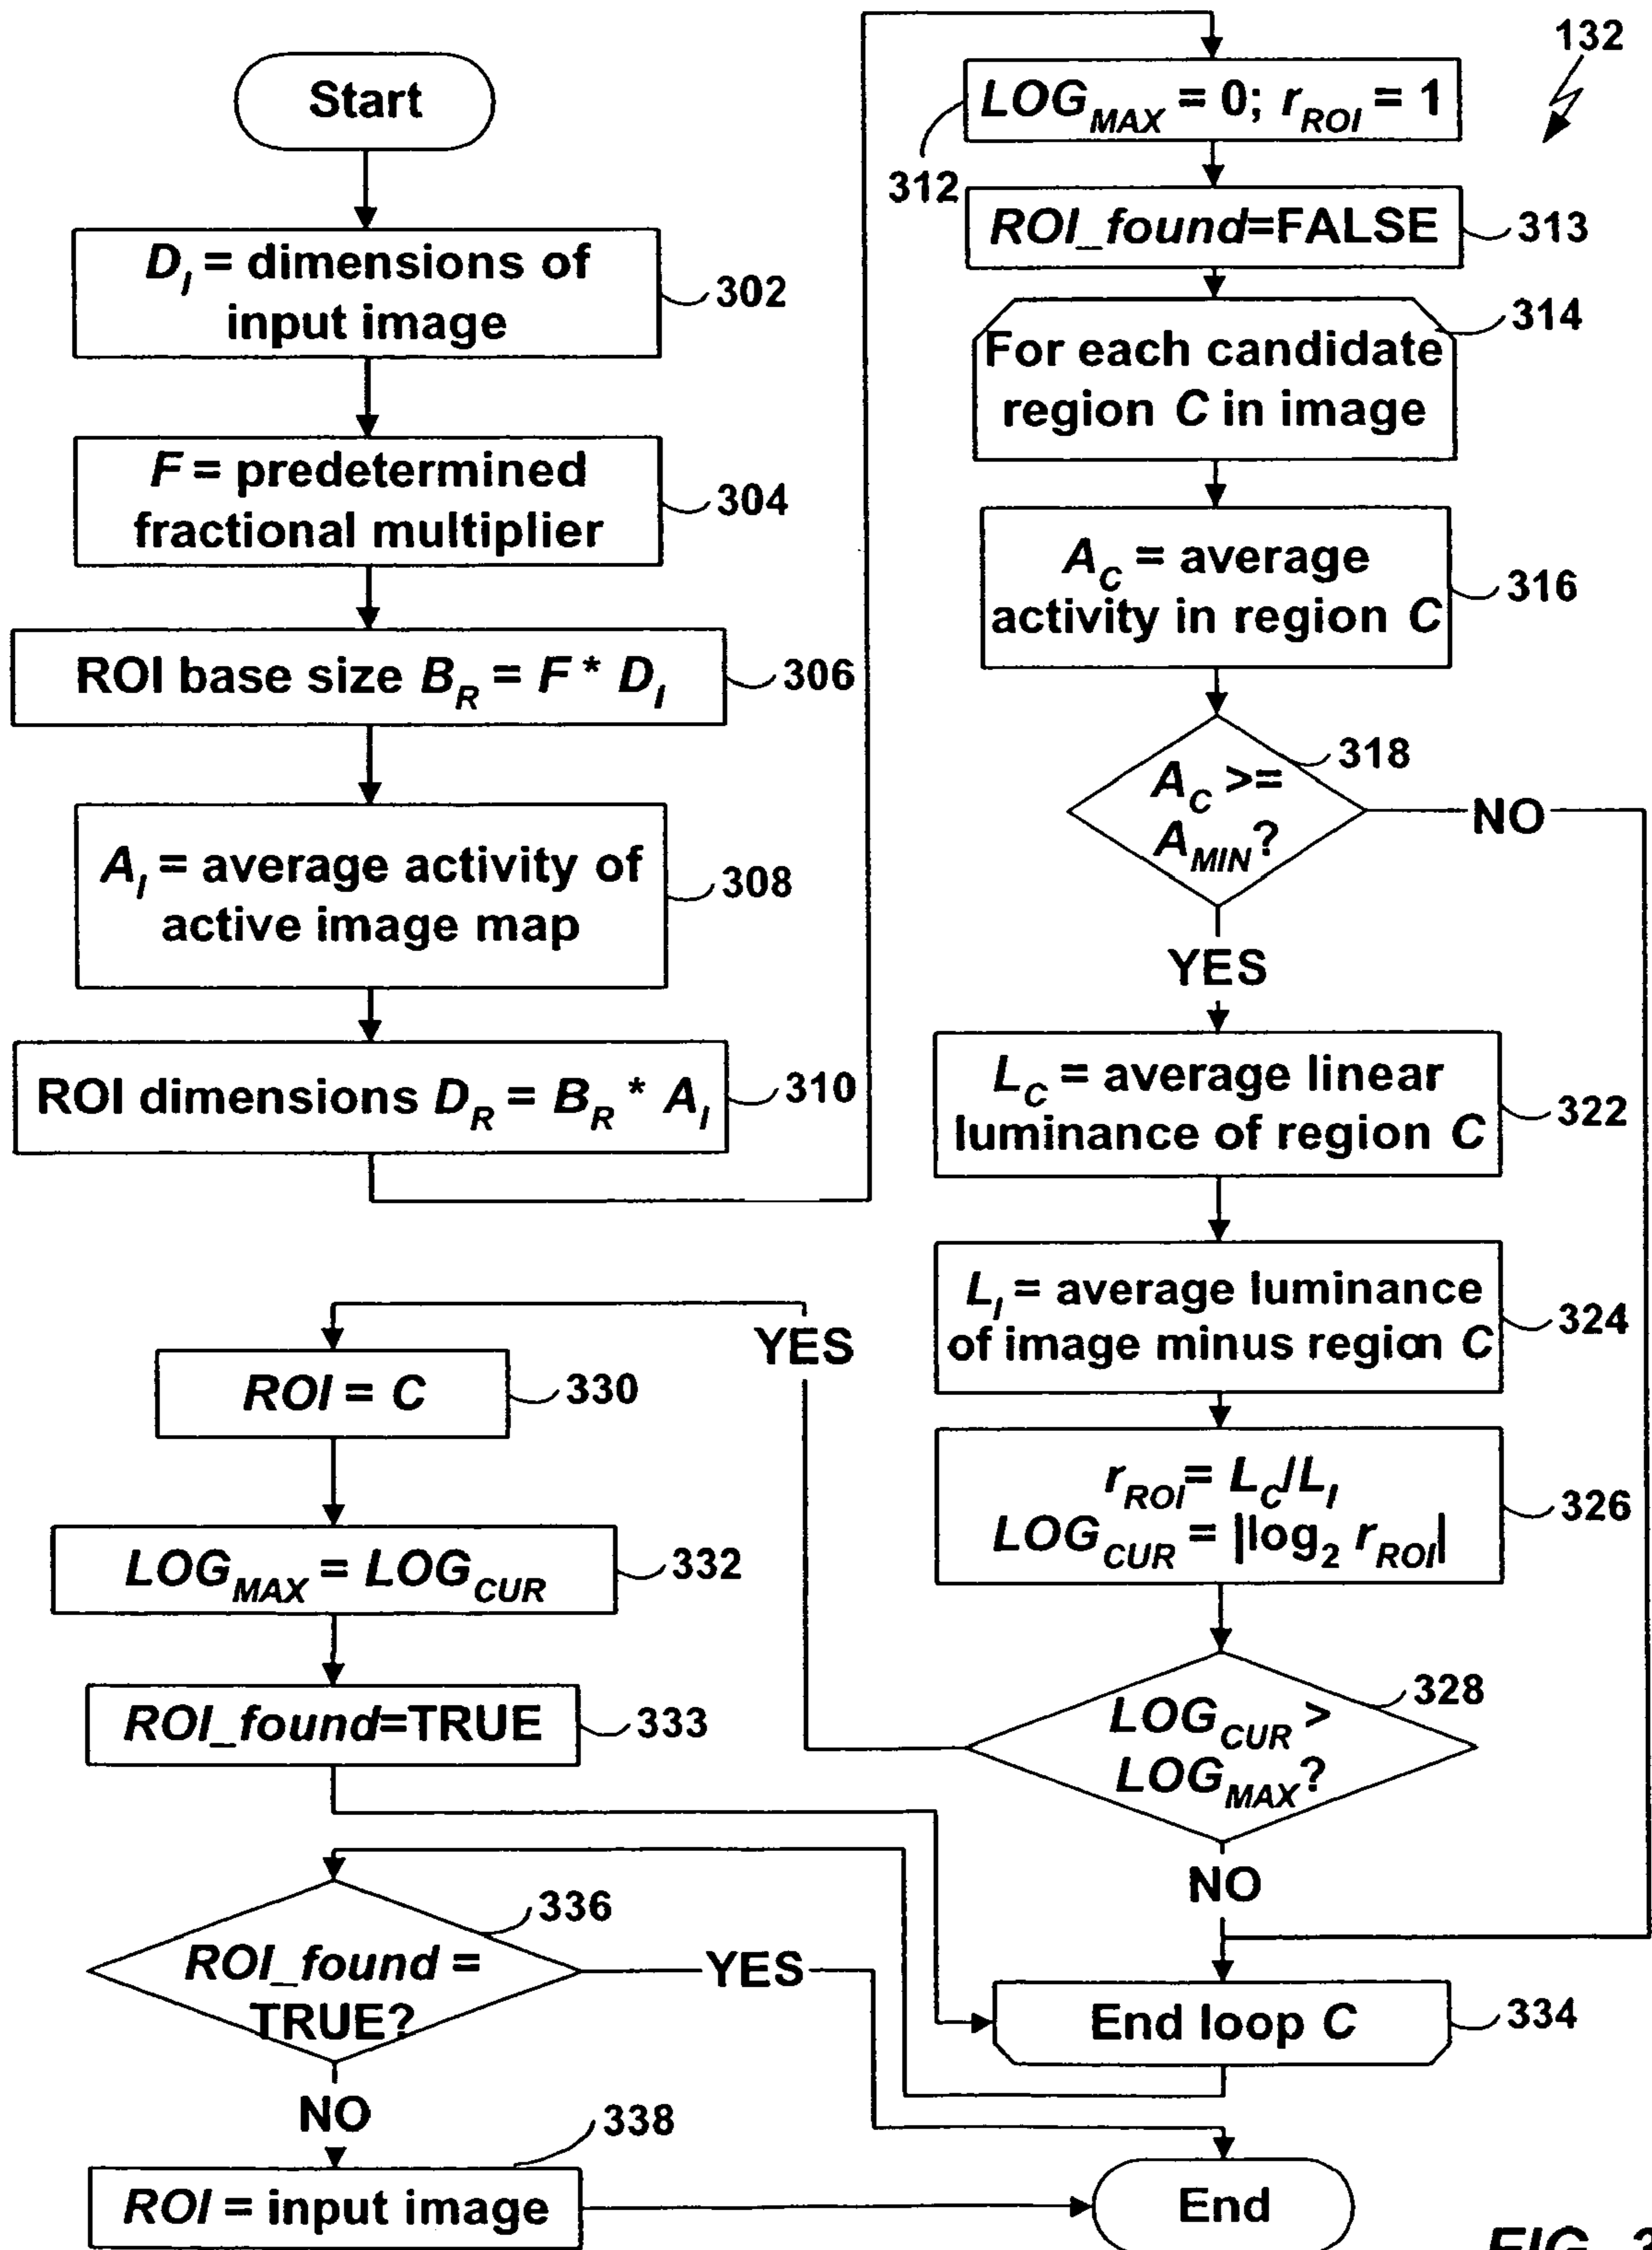 Start
D_I = dimensions of
input image
302
F = predetermined
fractional multiplier
304
ROI base size B_R = F * D_I
306
A_I = average activity of
active image map
308
ROI dimensions D_R = B_R * A_I
310
132
LOG_MAX = 0; r_ROI = 1
312
ROI_found=FALSE
313
For each candidate
region C in image
314
A_C = average
activity in region C
316
A_C >=
A_MIN?
318
NO
YES
L_C = average linear
luminance of region C
322
L_I = average luminance
of image minus region C
324
r_ROI= L_C/L_I
LOG_CUR = |log_2 r_ROI|
326
LOG_CUR >
LOG_MAX?
328
YES
NO
ROI = C
330
LOG_MAX = LOG_CUR
332
ROI_found=TRUE
333
End loop C
334
ROI_found =
TRUE?
336
YES
NO
ROI = input image
338
End
FIG. 3